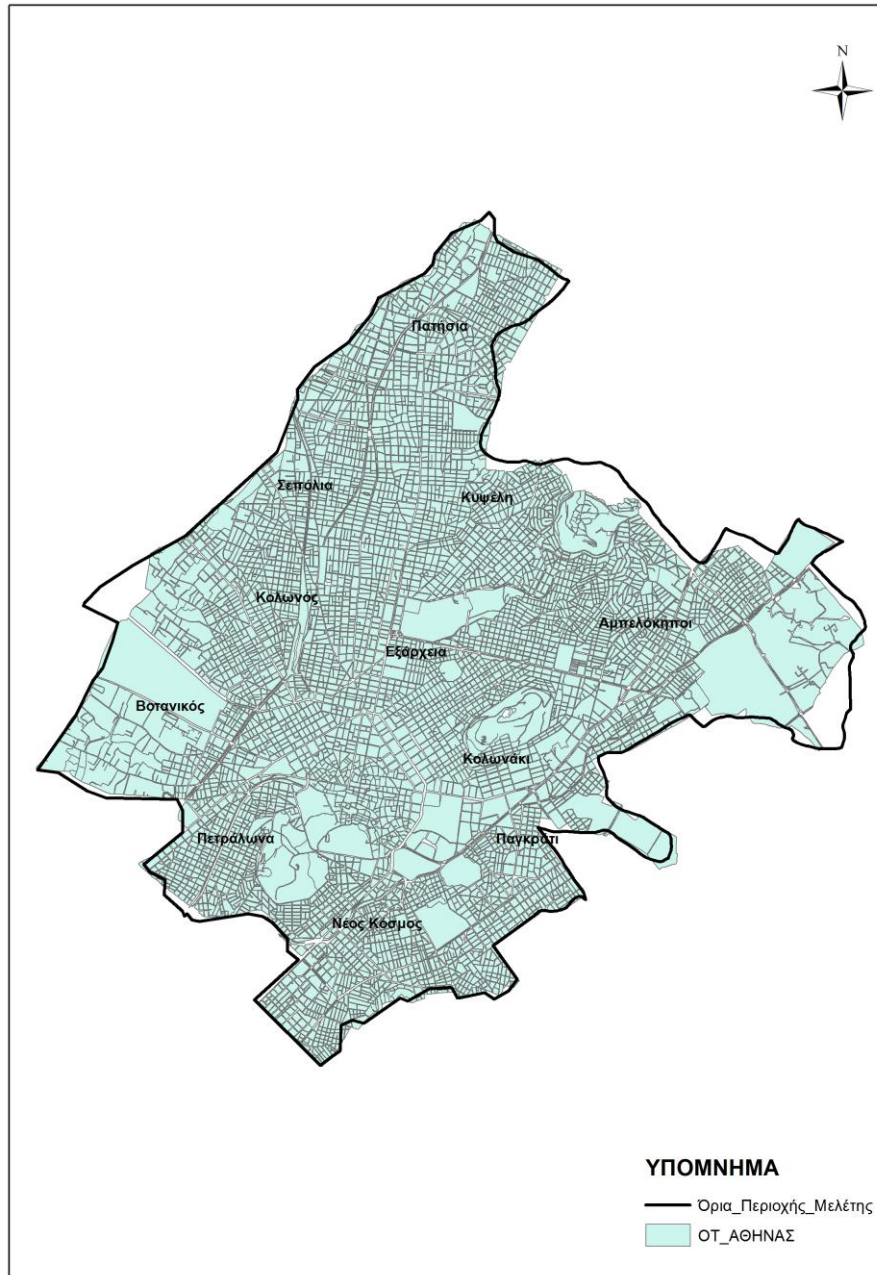 N
Πατήσια
Σεπόλια
Κυψέλη
Κολωνός
Αμπελόκηποι
Εξάρχεια
Βοτανικός
Κολωνάκι
Πετράλωνα
Παγκράτι
Νέος Κόσμος
ΥΠΟΜΝΗΜΑ
Όρια_Περιοχής_Μελέτης
ΟΤ_ΑΘΗΝΑΣ